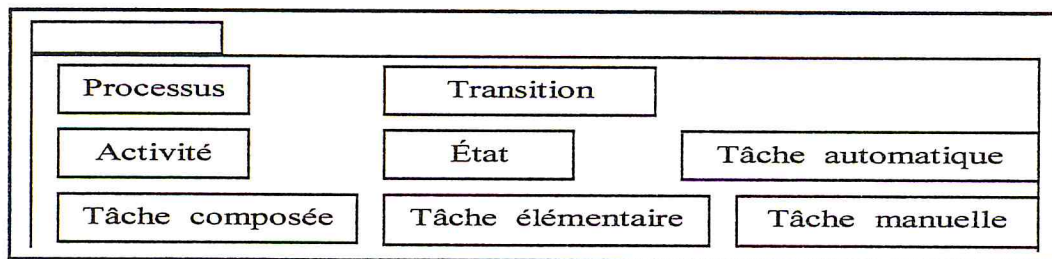 Processus Transition
Activité État Tâche automatique
Tâche composée Tâche élémentaire Tâche manuelle